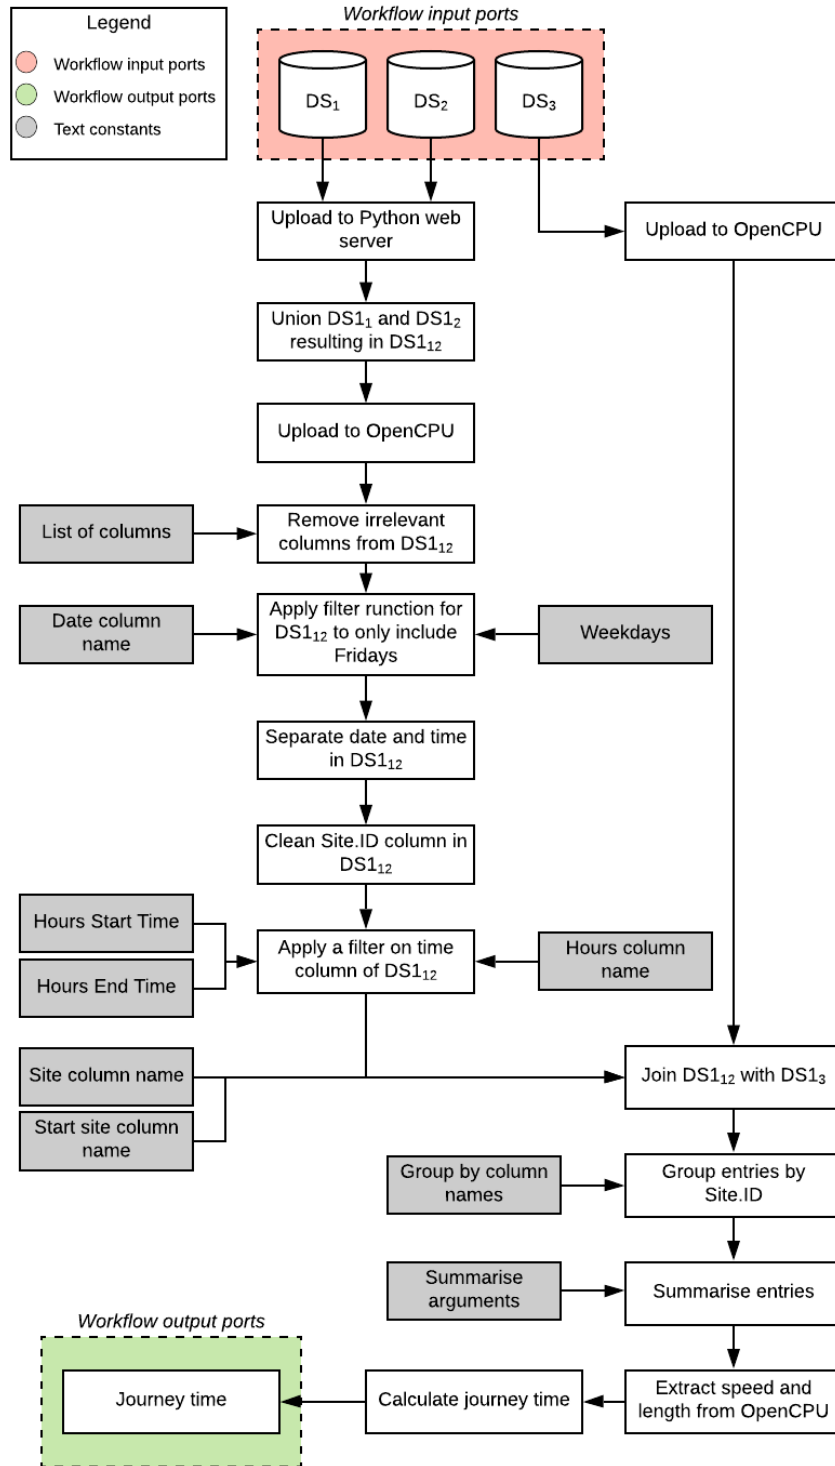 Legend
Workflow input ports
Workflow output ports
Text constants
Workflow input ports
DS₁
DS₂
DS₃
Upload to Python web
server
Upload to OpenCPU
Union DS1₁ and DS1₂
resulting in DS1₁₂
Upload to OpenCPU
List of columns
Remove irrelevant
columns from DS1₁₂
Date column
name
Apply filter runction for
DS1₁₂ to only include
Fridays
Weekdays
Separate date and time
in DS1₁₂
Clean Site.ID column in
DS1₁₂
Hours Start Time
Hours End Time
Apply a filter on time
column of DS1₁₂
Hours column
name
Site column name
Start site column
name
Join DS1₁₂ with DS1₃
Group by column
names
Group entries by
Site.ID
Summarise
arguments
Summarise entries
Workflow output ports
Journey time
Calculate journey time
Extract speed and
length from OpenCPU